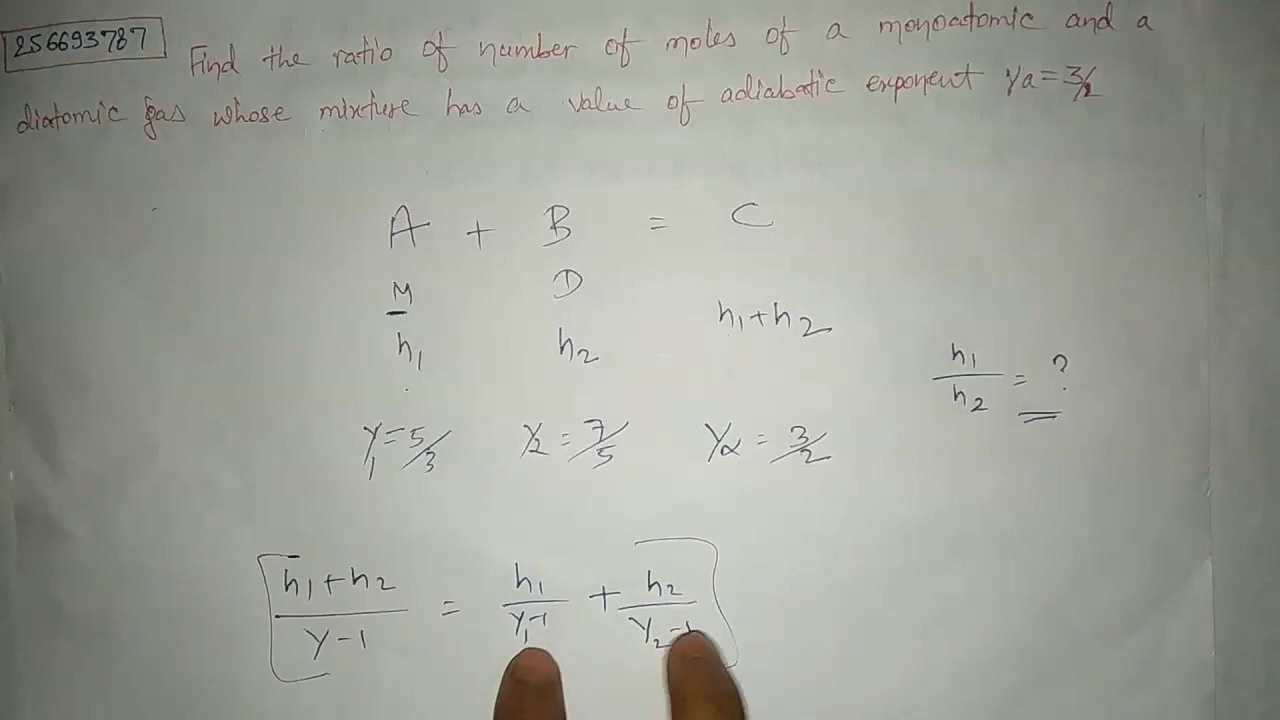 256693787
Find the ratio of number of moles of a monoatomic and a
diatomic gas whose mixture has a value of adiabatic exponent γa = 3/2
A + B = C
M D
n₁ n₂ n₁+n₂
n₁/n₂ = ?
γ₁ = 5/3 γ₂ = 7/5 γα = 3/2
n₁+n₂/γ-1 = n₁/γ₁-1 + n₂/γ₂-1